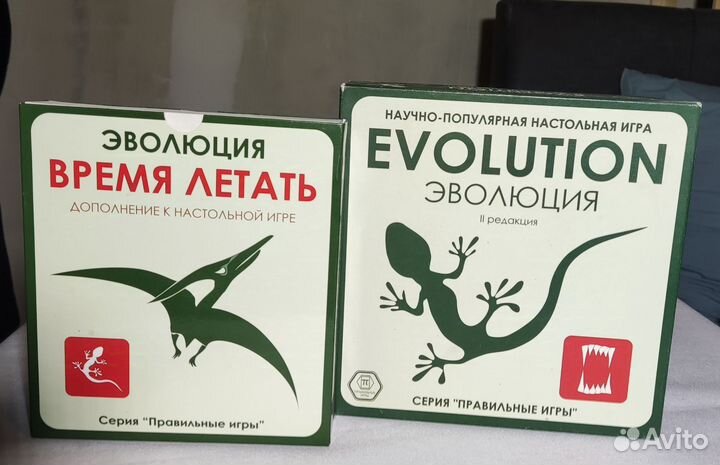 ЭВОЛЮЦИЯ
ВРЕМЯ ЛЕТАТЬ
ДОПОЛНЕНИЕ К НАСТОЛЬНОЙ ИГРЕ
Серия "Правильные игры"
НАУЧНО-ПОПУЛЯРНАЯ НАСТОЛЬНАЯ ИГРА
EVOLUTION
ЭВОЛЮЦИЯ
II редакция
π
СЕРИЯ "ПРАВИЛЬНЫЕ ИГРЫ"
Avito